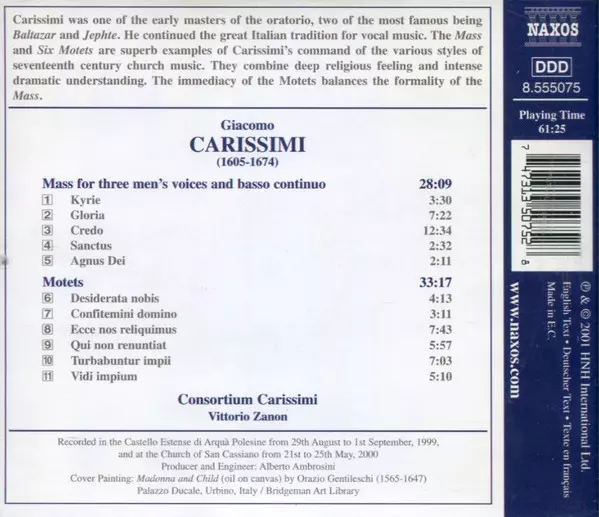 Carissimi was one of the early masters of the oratorio, two of the most famous being
Baltazar and Jephte. He continued the great Italian tradition for vocal music. The Mass
and Six Motets are superb examples of Carissimi's command of the various styles of
seventeenth century church music. They combine deep religious feeling and intense
dramatic understanding. The immediacy of the Motets balances the formality of the
Mass.
Giacomo
CARISSIMI
(1605-1674)
Mass for three men's voices and basso continuo 28:09
1 Kyrie 3:30
2 Gloria 7:22
3 Credo 12:34
4 Sanctus 2:32
5 Agnus Dei 2:11
Motets 33:17
6 Desiderata nobis 4:13
7 Confitemini domino 3:11
8 Ecce nos reliquimus 7:43
9 Qui non renuntiat 5:57
10 Turbabuntur impii 7:03
11 Vidi impium 5:10
Consortium Carissimi
Vittorio Zanon
Recorded in the Castello Estense di Arquà Polesine from 29th August to 1st September, 1999,
and at the Church of San Cassiano from 21st to 25th May, 2000
Producer and Engineer: Alberto Ambrosini
Cover Painting: Madonna and Child (oil on canvas) by Orazio Gentileschi (1565-1647)
Palazzo Ducale, Urbino, Italy / Bridgeman Art Library
NAXOS
DDD
8.555075
Playing Time
61:25
7 47313 50752 8
www.naxos.com
℗ & © 2001 HNH International Ltd.
English Text • Deutscher Text • Texte en français
Made in E.C.